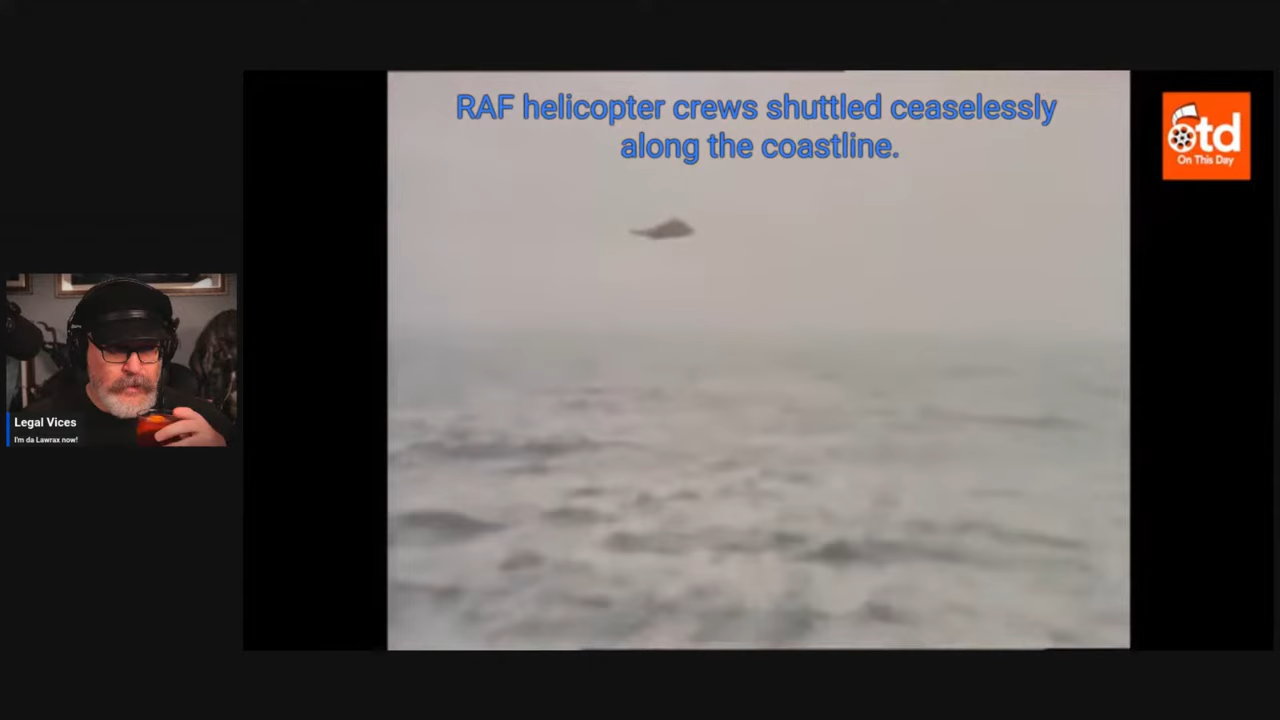 RAF helicopter crews shuttled ceaselessly
along the coastline.
otd
On This Day
Legal Vices
I'm da Lawrax now!